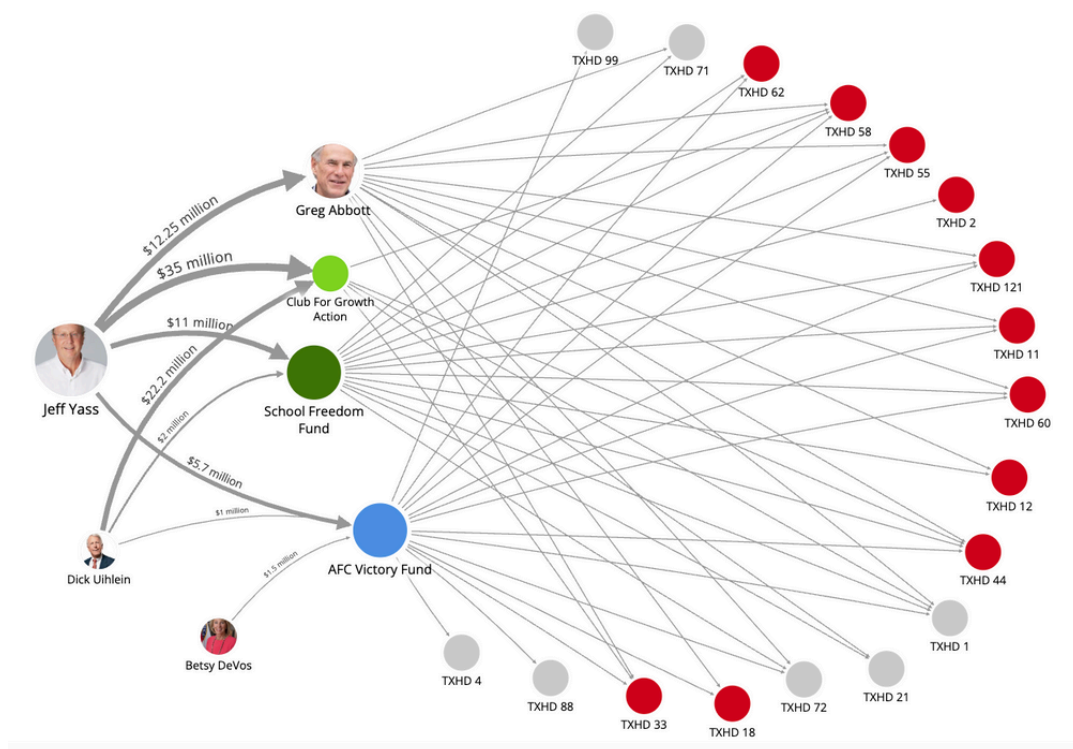 TXHD 99
TXHD 71
TXHD 62
TXHD 58
TXHD 55
TXHD 2
TXHD 121
TXHD 11
TXHD 60
TXHD 12
TXHD 44
TXHD 1
TXHD 21
TXHD 72
TXHD 18
TXHD 33
TXHD 88
TXHD 4
Greg Abbott
Club For Growth
Action
School Freedom
Fund
AFC Victory Fund
Jeff Yass
Dick Uihlein
Betsy DeVos
$12.25 million
$35 million
$11 million
$22.2 million
$2 million
$5.7 million
$1 million
$1.5 million